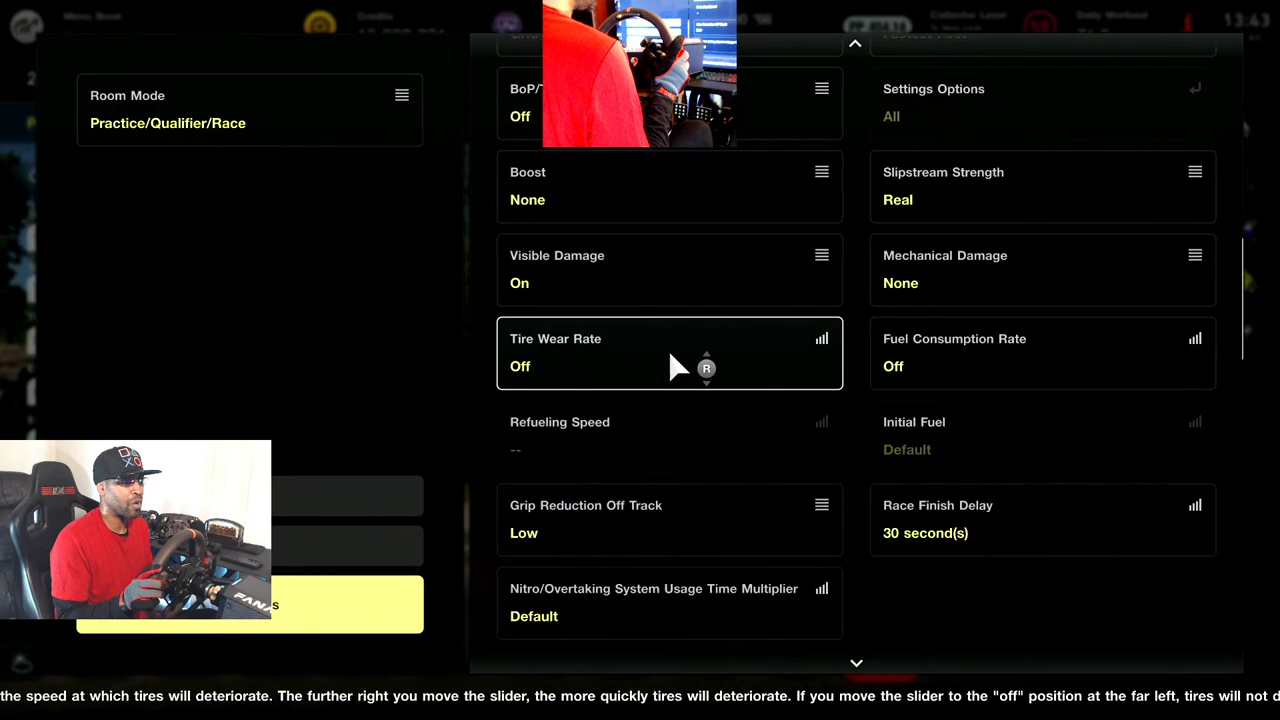 13:43
Room Mode
Practice/Qualifier/Race
Off
Settings Options
All
Boost
None
Slipstream Strength
Real
Visible Damage
On
Mechanical Damage
None
Tire Wear Rate
Off
R
Fuel Consumption Rate
Off
Refueling Speed
--
Initial Fuel
Default
Grip Reduction Off Track
Low
Race Finish Delay
30 second(s)
Nitro/Overtaking System Usage Time Multiplier
Default
the speed at which tires will deteriorate. The further right you move the slider, the more quickly tires will deteriorate. If you move the slider to the "off" position at the far left, tires will not d